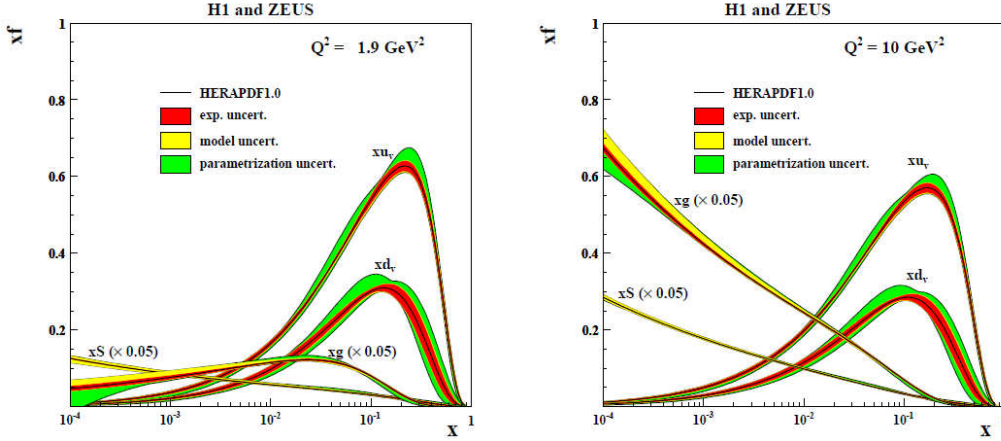 H1 and ZEUS
xf
1
Q² = 1.9 GeV²
0.8
HERAPDF1.0
exp. uncert.
model uncert.
parametrization uncert.
xuᵥ
0.6
0.4
xdᵥ
0.2
xS (× 0.05)
xg (× 0.05)
10⁻⁴ 10⁻³ 10⁻² 10⁻¹ 1
x
H1 and ZEUS
xf
1
Q² = 10 GeV²
0.8
HERAPDF1.0
exp. uncert.
model uncert.
parametrization uncert.
xuᵥ
0.6
xg (× 0.05)
0.4
xdᵥ
xS (× 0.05)
0.2
10⁻⁴ 10⁻³ 10⁻² 10⁻¹ 1
x